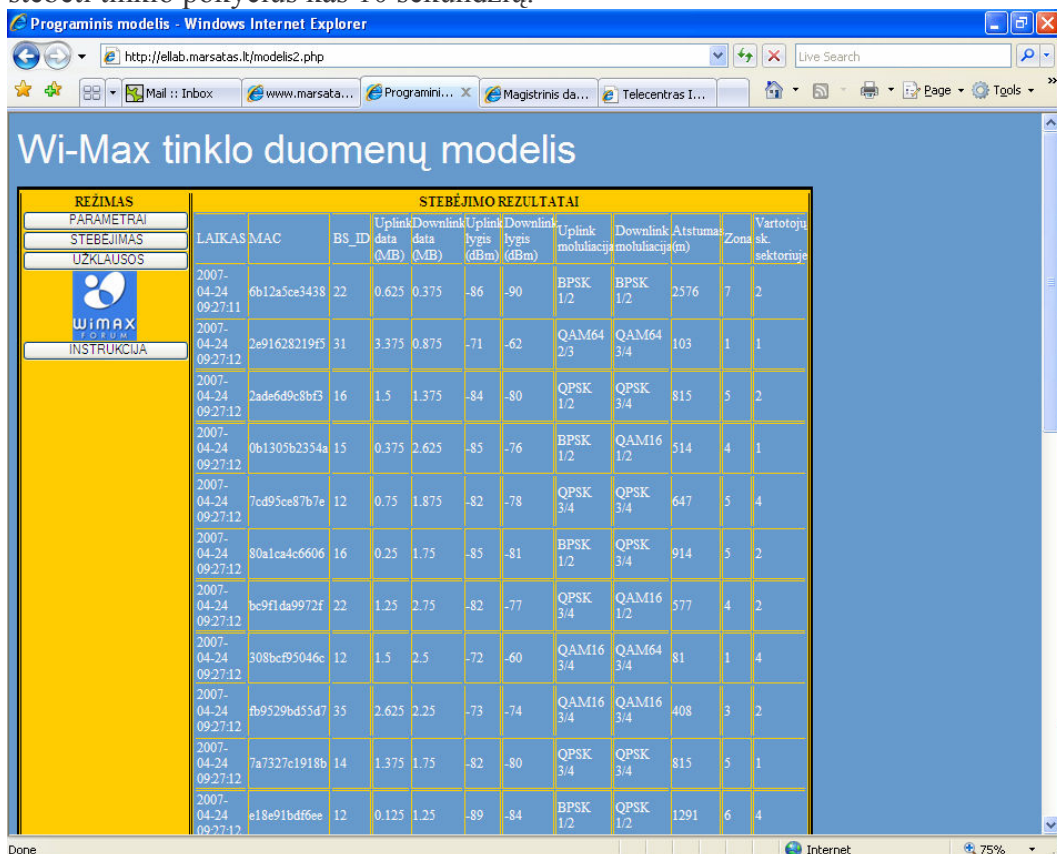 stebėti tinklo pokyčius kas 10 sekundžių.
Programinis modelis - Windows Internet Explorer
http://ellab.marsatas.lt/modelis2.php
Live Search
Mail :: Inbox
www.marsata...
Programini...
Magistrinis da...
Telecentras I...
Page
Tools
Wi-Max tinklo duomenų modelis
REŽIMAS
PARAMETRAI
STEBĖJIMAS
UŽKLAUSOS
WiMAX
FORUM
INSTRUKCIJA
STEBĖJIMO REZULTATAI
LAIKAS MAC BS_ID Uplink data (MB) Downlink data (MB) Uplink lygis (dBm) Downlink lygis (dBm) Uplink moluliacija Downlink moluliacija Atstumas (m) Zona Vartotojų sk. sektoriuje
2007-04-24 09:27:11 6b12a5ce3438 22 0.625 0.375 -86 -90 BPSK 1/2 BPSK 1/2 2576 7 2
2007-04-24 09:27:12 2e91628219f5 31 3.375 0.875 -71 -62 QAM64 2/3 QAM64 3/4 103 1 1
2007-04-24 09:27:12 2ade6d9c8bf3 16 1.5 1.375 -84 -80 QPSK 1/2 QPSK 3/4 815 5 2
2007-04-24 09:27:12 0b1305b2354a 15 0.375 2.625 -85 -76 BPSK 1/2 QAM16 1/2 514 4 1
2007-04-24 09:27:12 7cd95ce87b7e 12 0.75 1.875 -82 -78 QPSK 3/4 QPSK 3/4 647 5 4
2007-04-24 09:27:12 80a1ca4c6606 16 0.25 1.75 -85 -81 BPSK 1/2 QPSK 3/4 914 5 2
2007-04-24 09:27:12 bc9f1da9972f 22 1.25 2.75 -82 -77 QPSK 3/4 QAM16 1/2 577 4 2
2007-04-24 09:27:12 308bcf95046c 12 1.5 2.5 -72 -60 QAM16 3/4 QAM64 3/4 81 1 4
2007-04-24 09:27:12 fb9529bd55d7 35 2.625 2.25 -73 -74 QAM16 3/4 QAM16 3/4 408 3 2
2007-04-24 09:27:12 7a7327c1918b 14 1.375 1.75 -82 -80 QPSK 3/4 QPSK 3/4 815 5 1
2007-04-24 09:27:12 e18e91bdf6ee 12 0.125 1.25 -89 -84 BPSK 1/2 QPSK 1/2 1291 6 4
Done
Internet
75%